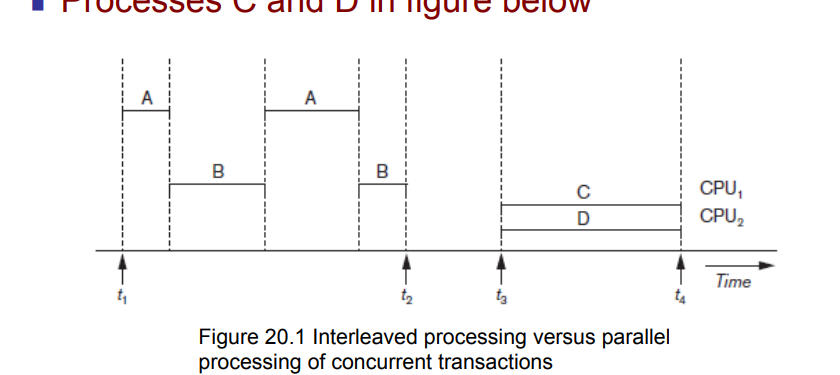 Processes C and D in figure below
A
A
B
B
C
CPU₁
D
CPU₂
Time
t₁
t₂
t₃
t₄
Figure 20.1 Interleaved processing versus parallel
processing of concurrent transactions